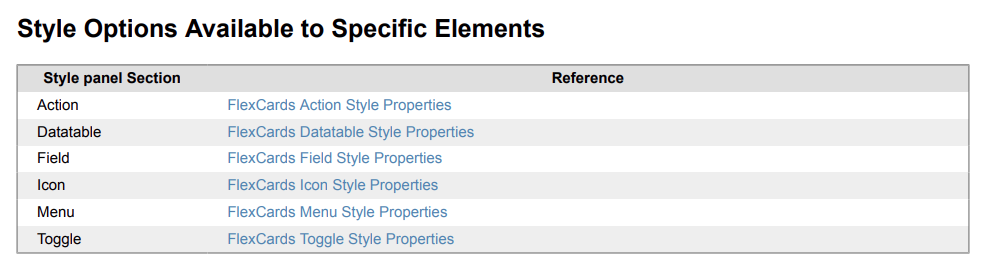 Style Options Available to Specific Elements
Style panel Section Reference
Action FlexCards Action Style Properties
Datatable FlexCards Datatable Style Properties
Field FlexCards Field Style Properties
Icon FlexCards Icon Style Properties
Menu FlexCards Menu Style Properties
Toggle FlexCards Toggle Style Properties